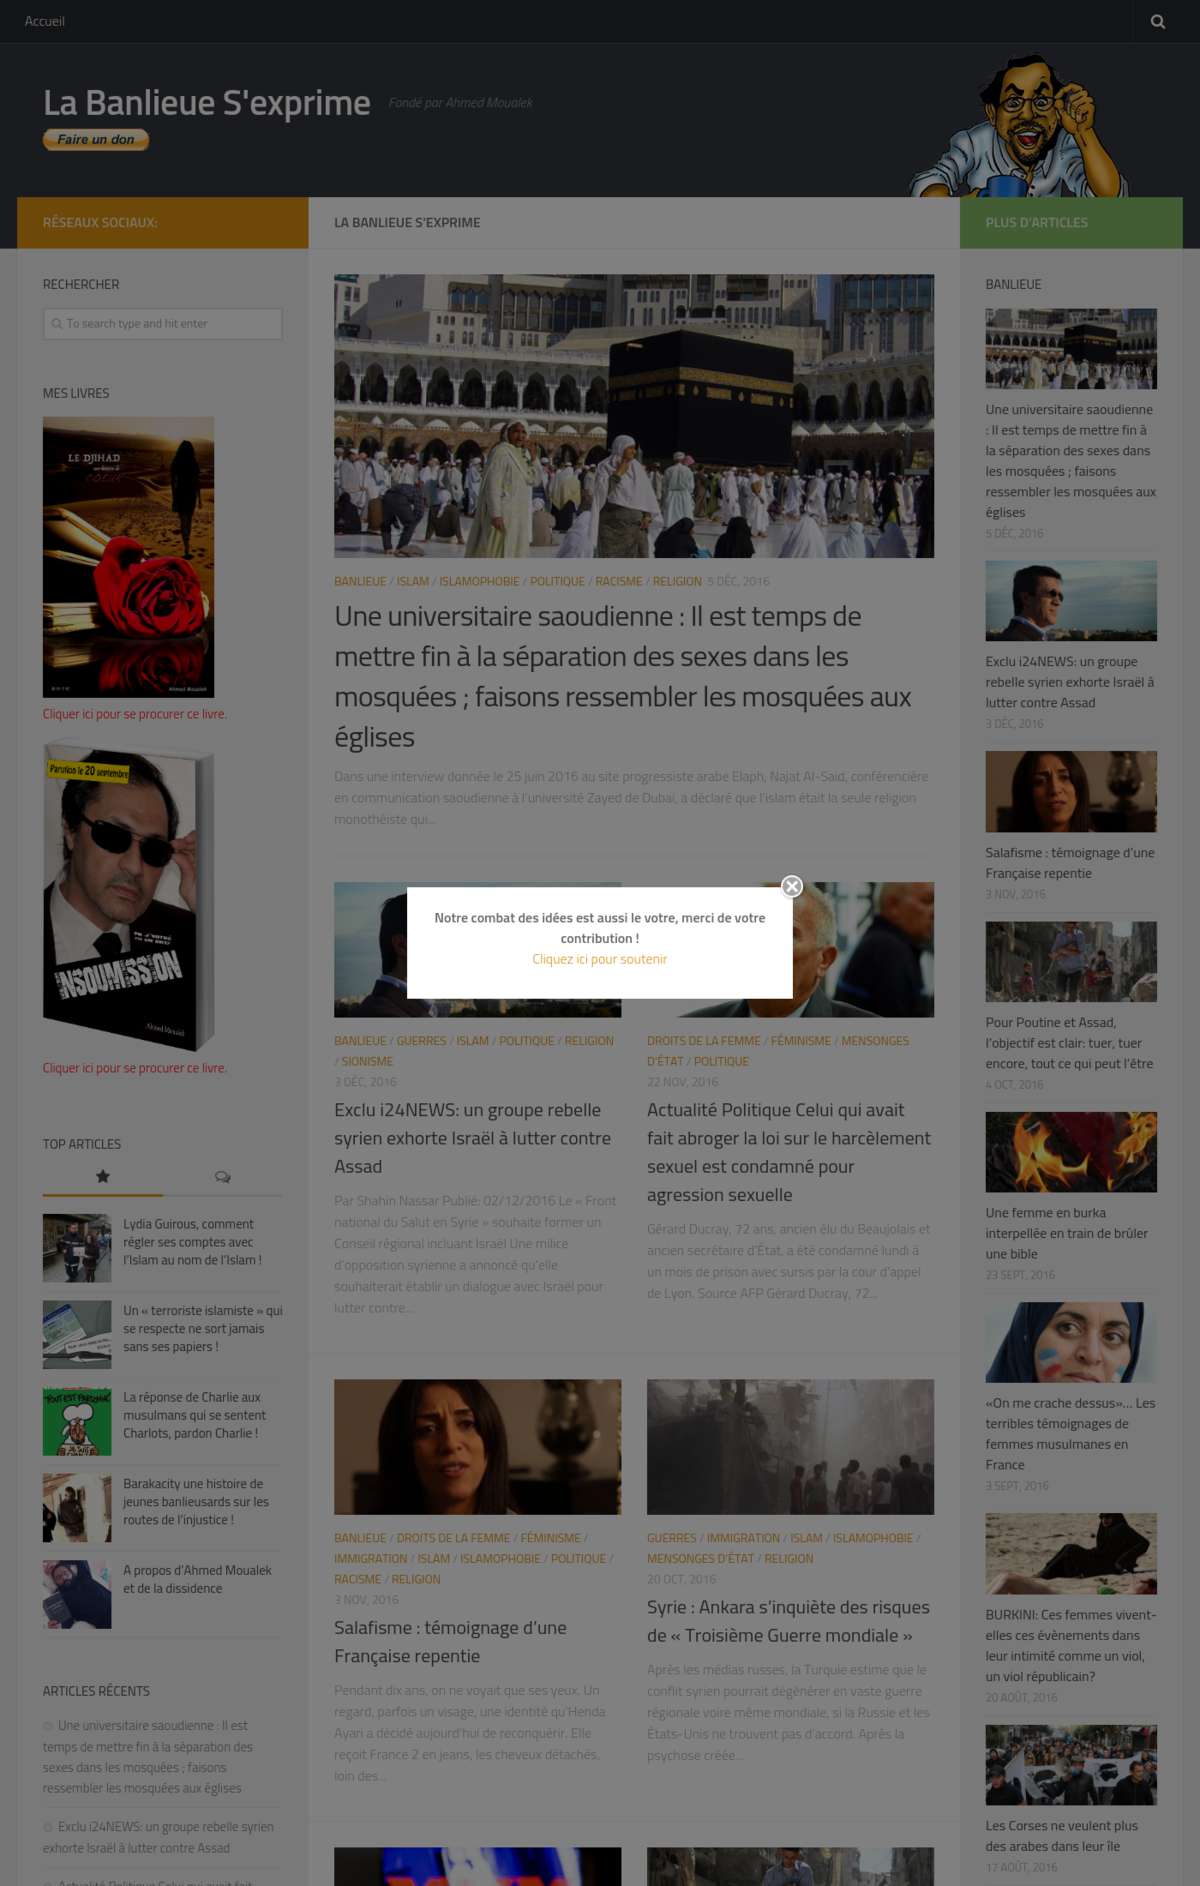 Accueil
La Banlieue S'exprime
Fondé par Ahmed Moualek
Faire un don
RÉSEAUX SOCIAUX:
RECHERCHER
To search type and hit enter
MES LIVRES
LE DJIHAD
coeur
Ahmed Moualek
Cliquer ici pour se procurer ce livre.
Parution le 20 septembre
INSOUMISSION
Ahmed Moualek
Cliquer ici pour se procurer ce livre.
TOP ARTICLES
Lydia Guirous, comment
régler ses comptes avec
l'Islam au nom de l'Islam !
Un « terroriste islamiste » qui
se respecte ne sort jamais
sans ses papiers !
La réponse de Charlie aux
musulmans qui se sentent
Charlots, pardon Charlie !
Barakacity une histoire de
jeunes banlieusards sur les
routes de l'injustice !
A propos d'Ahmed Moualek
et de la dissidence
ARTICLES RÉCENTS
Une universitaire saoudienne : Il est
temps de mettre fin à la séparation des
sexes dans les mosquées ; faisons
ressembler les mosquées aux églises
Exclu i24NEWS: un groupe rebelle syrien
exhorte Israël à lutter contre Assad
Actualité Politique Celui qui avait fait
LA BANLIEUE S'EXPRIME
BANLIEUE / ISLAM / ISLAMOPHOBIE / POLITIQUE / RACISME / RELIGION 5 DÉC, 2016
Une universitaire saoudienne : Il est temps de
mettre fin à la séparation des sexes dans les
mosquées ; faisons ressembler les mosquées aux
églises
Dans une interview donnée le 25 juin 2016 au site progressiste arabe Elaph, Najat Al-Said, conférencière
en communication saoudienne à l'université Zayed de Dubai, a déclaré que l'islam était la seule religion
monothéiste qui...
Notre combat des idées est aussi le votre, merci de votre
contribution !
Cliquez ici pour soutenir
BANLIEUE / GUERRES / ISLAM / POLITIQUE / RELIGION
/ SIONISME
3 DÉC, 2016
Exclu i24NEWS: un groupe rebelle
syrien exhorte Israël à lutter contre
Assad
Par Shahin Nassar Publié: 02/12/2016 Le « Front
national du Salut en Syrie » souhaite former un
Conseil régional incluant Israël Une milice
d'opposition syrienne a annoncé qu'elle
souhaiterait établir un dialogue avec Israël pour
lutter contre...
DROITS DE LA FEMME / FÉMINISME / MENSONGES
D'ÉTAT / POLITIQUE
22 NOV, 2016
Actualité Politique Celui qui avait
fait abroger la loi sur le harcèlement
sexuel est condamné pour
agression sexuelle
Gérard Ducray, 72 ans, ancien élu du Beaujolais et
ancien secrétaire d'État, a été condamné lundi à
un mois de prison avec sursis par la cour d'appel
de Lyon. Source AFP Gérard Ducray, 72...
BANLIEUE / DROITS DE LA FEMME / FÉMINISME /
IMMIGRATION / ISLAM / ISLAMOPHOBIE / POLITIQUE /
RACISME / RELIGION
3 NOV, 2016
Salafisme : témoignage d'une
Française repentie
Pendant dix ans, on ne voyait que ses yeux. Un
regard, parfois un visage, une identité qu'Henda
Ayari a décidé aujourd'hui de reconquérir. Elle
reçoit France 2 en jeans, les cheveux détachés,
loin des...
GUERRES / IMMIGRATION / ISLAM / ISLAMOPHOBIE /
MENSONGES D'ÉTAT / RELIGION
20 OCT, 2016
Syrie : Ankara s'inquiète des risques
de « Troisième Guerre mondiale »
Après les médias russes, la Turquie estime que le
conflit syrien pourrait dégénérer en vaste guerre
régionale voire même mondiale, si la Russie et les
États-Unis ne trouvent pas d'accord. Après la
psychose créée...
PLUS D'ARTICLES
BANLIEUE
Une universitaire saoudienne
: Il est temps de mettre fin à
la séparation des sexes dans
les mosquées ; faisons
ressembler les mosquées aux
églises
5 DÉC, 2016
Exclu i24NEWS: un groupe
rebelle syrien exhorte Israël à
lutter contre Assad
3 DÉC, 2016
Salafisme : témoignage d'une
Française repentie
3 NOV, 2016
Pour Poutine et Assad,
l'objectif est clair: tuer, tuer
encore, tout ce qui peut l'être
4 OCT, 2016
Une femme en burka
interpellée en train de brûler
une bible
23 SEPT, 2016
«On me crache dessus»... Les
terribles témoignages de
femmes musulmanes en
France
3 SEPT, 2016
BURKINI: Ces femmes vivent-
elles ces évènements dans
leur intimité comme un viol,
un viol républicain?
20 AOÛT, 2016
Les Corses ne veulent plus
des arabes dans leur île
17 AOÛT, 2016